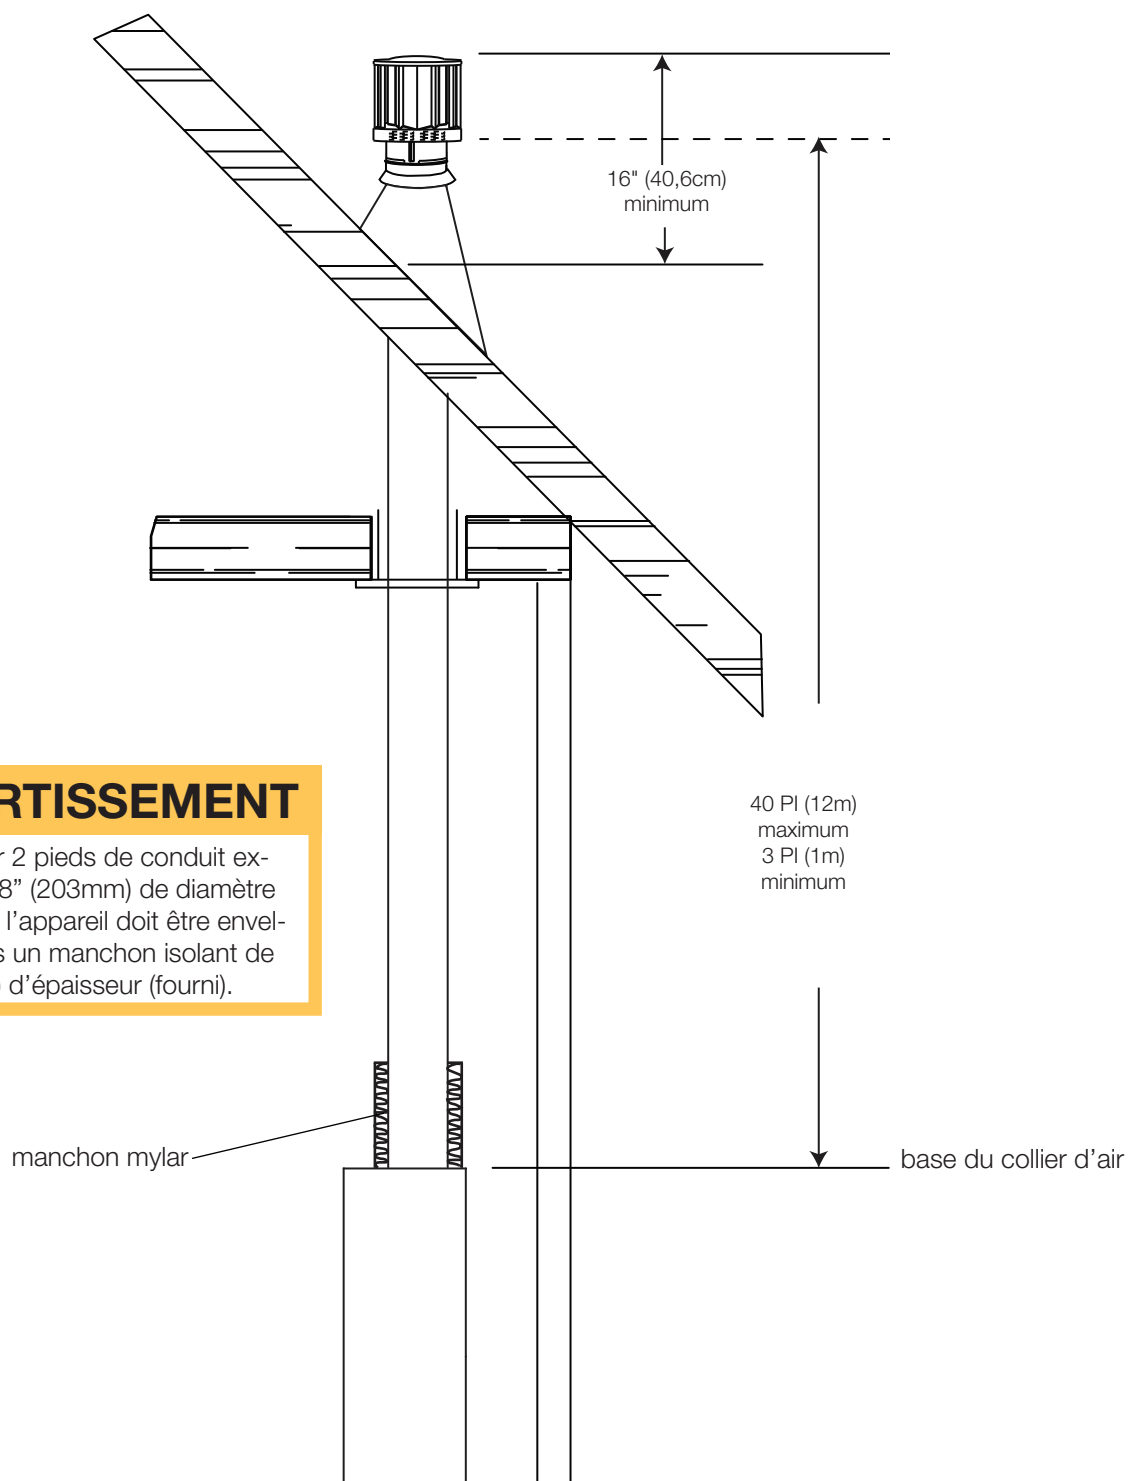 16" (40,6cm)
minimum
RTISSEMENT
r 2 pieds de conduit ex-
8” (203mm) de diamètre
l’appareil doit être envel-
s un manchon isolant de
d’épaisseur (fourni).
40 PI (12m)
maximum
3 PI (1m)
minimum
manchon mylar
base du collier d’air